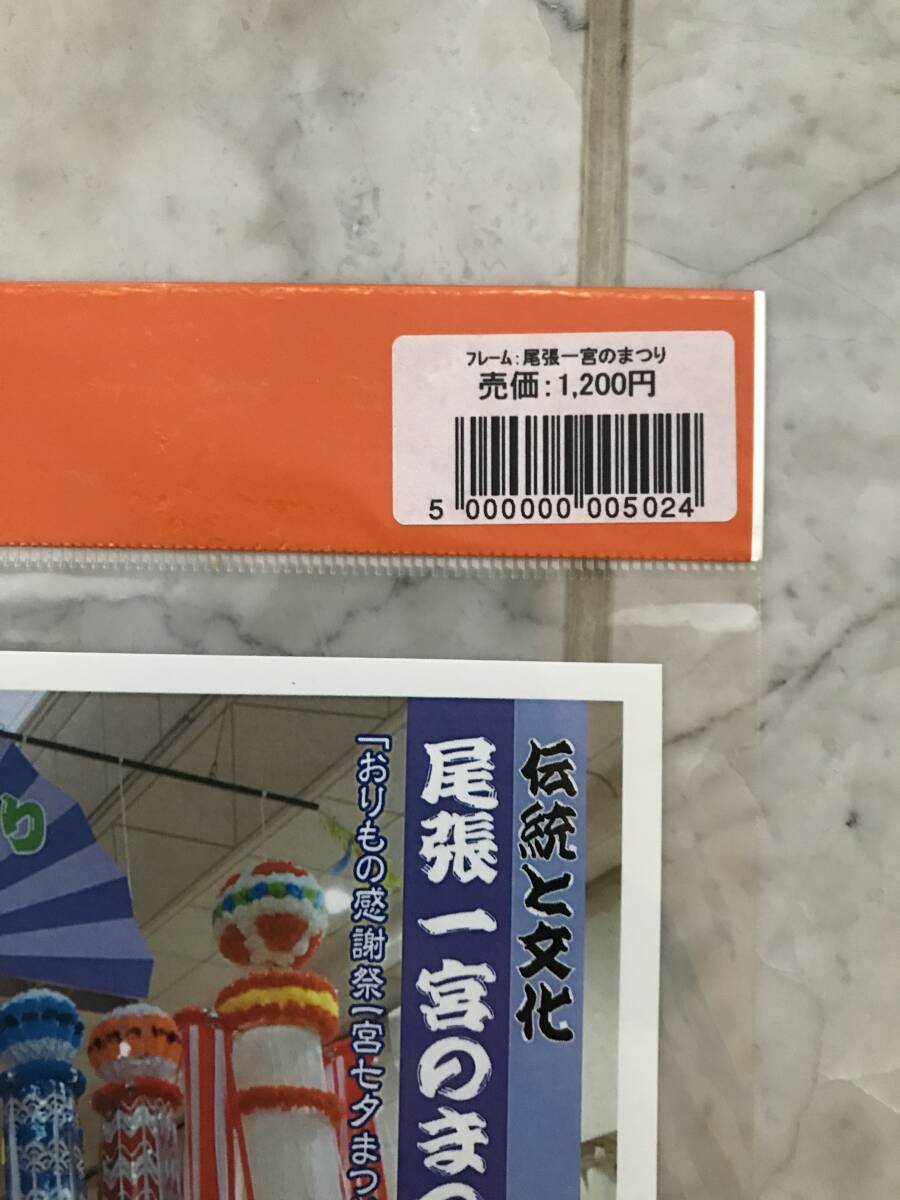 フレーム:尾張一宮のまつり
売価:1,200円
5 000000 005024
伝統と文化
尾張一宮のま
「おりもの感謝祭一宮七夕まつ
り